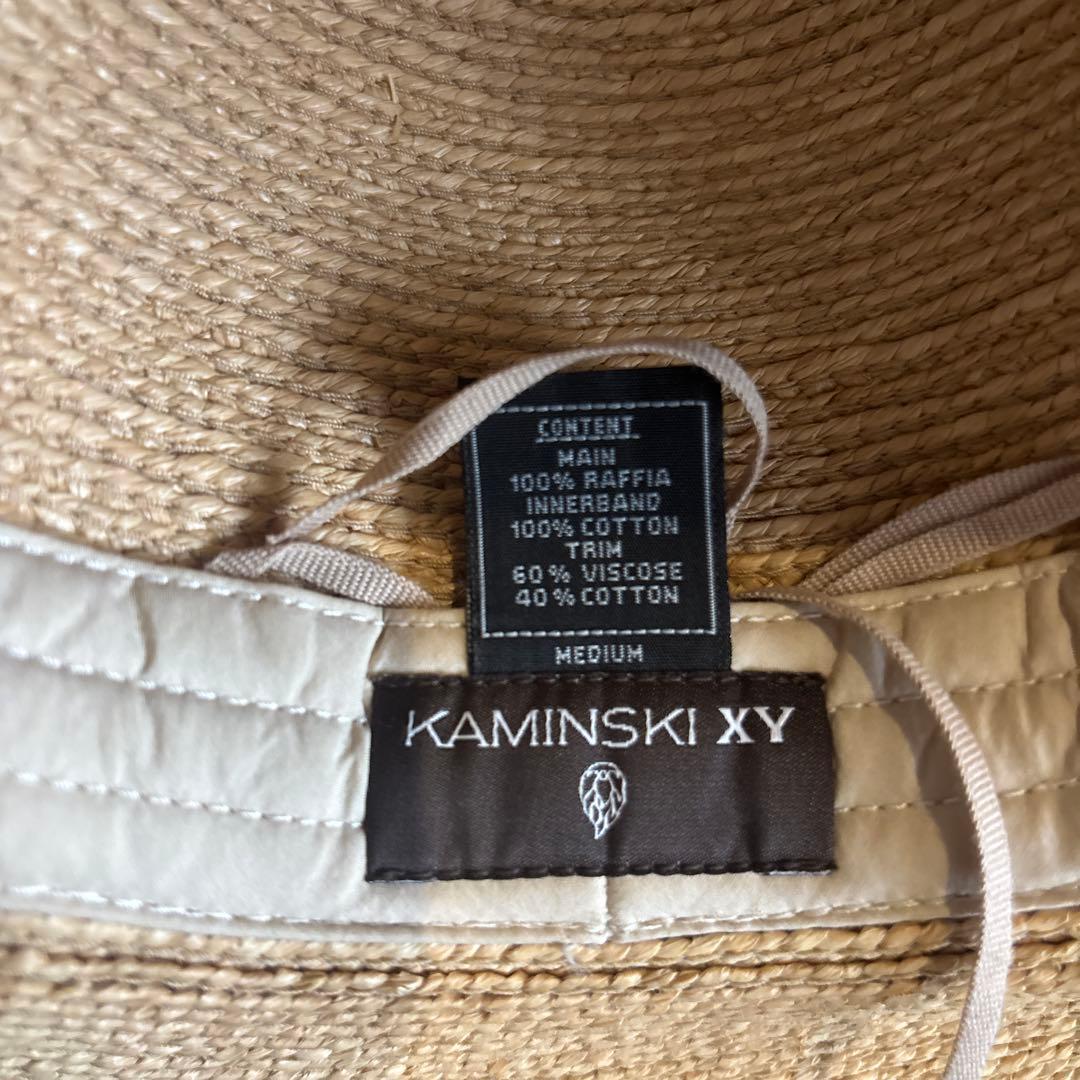 CONTENT
MAIN
100% RAFFIA
INNERBAND
100% COTTON
TRIM
60% VISCOSE
40% COTTON
MEDIUM
KAMINSKI XY